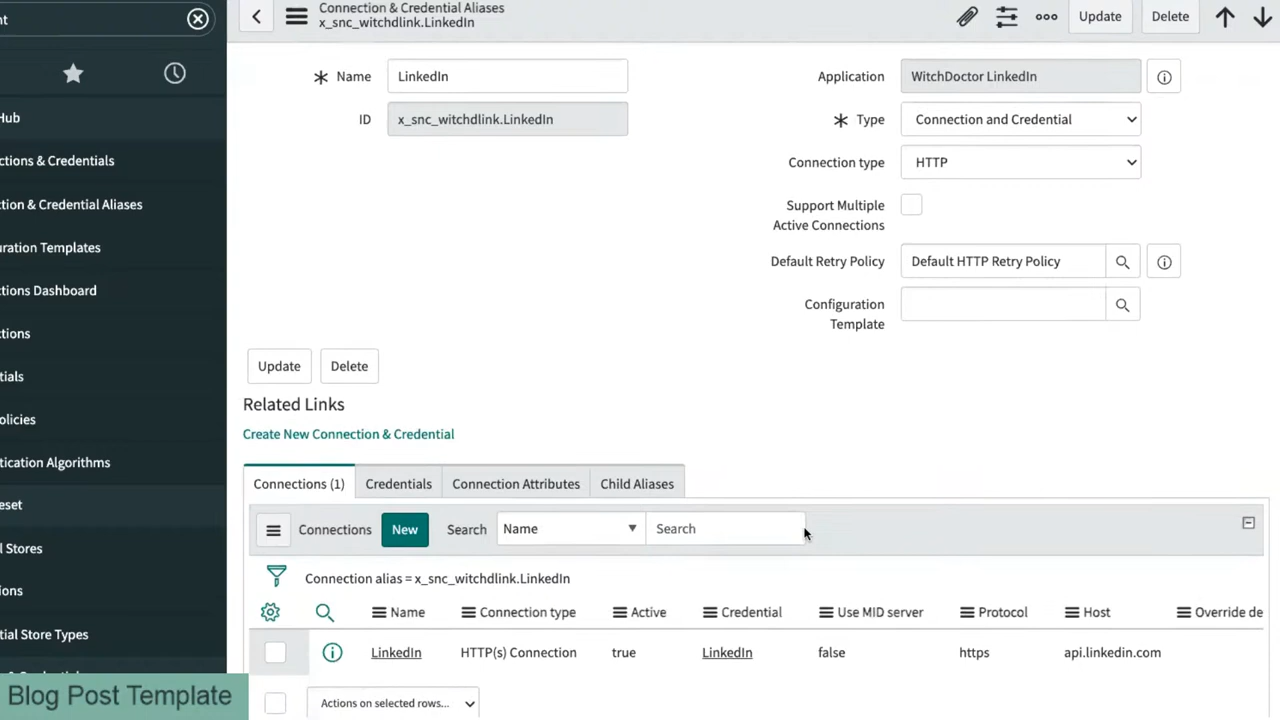 nt
Connection & Credential Aliases
x_snc_witchdlink.LinkedIn
Update
Delete
Hub
ctions & Credentials
tion & Credential Aliases
uration Templates
tions Dashboard
tions
tials
olicies
tication Algorithms
eset
l Stores
ions
tial Store Types
Blog Post Template
Name
LinkedIn
ID
x_snc_witchdlink.LinkedIn
Application
WitchDoctor LinkedIn
Type
Connection and Credential
Connection type
HTTP
Support Multiple
Active Connections
Default Retry Policy
Default HTTP Retry Policy
Configuration
Template
Update
Delete
Related Links
Create New Connection & Credential
Connections (1)
Credentials
Connection Attributes
Child Aliases
Connections
New
Search
Name
Search
Connection alias = x_snc_witchdlink.LinkedIn
Name
Connection type
Active
Credential
Use MID server
Protocol
Host
Override de
LinkedIn
HTTP(s) Connection
true
LinkedIn
false
https
api.linkedin.com
Actions on selected rows...